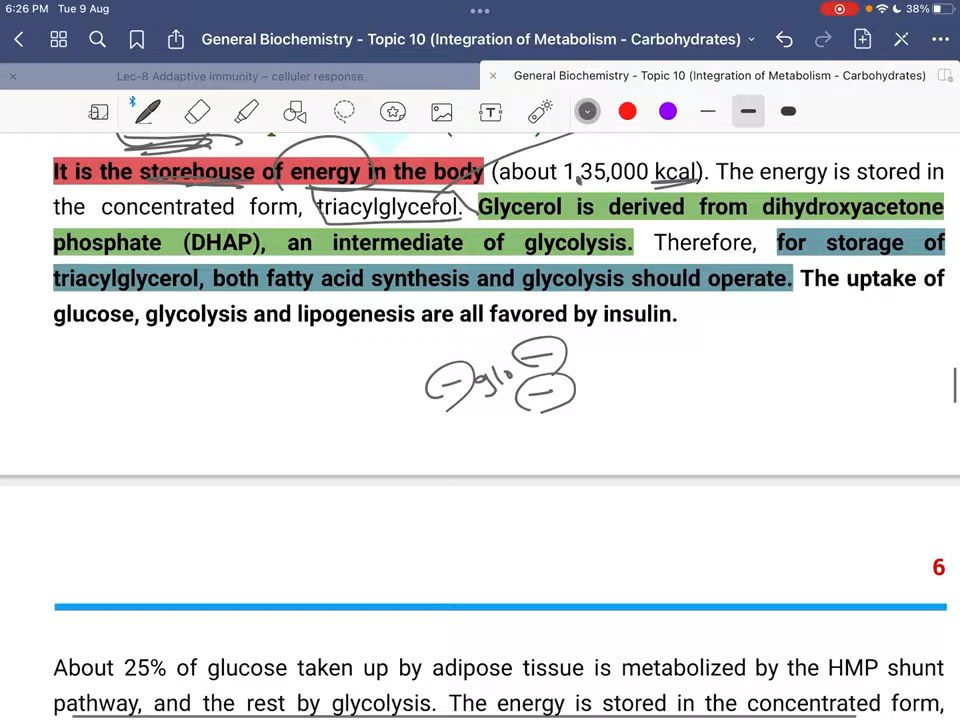 6:26 PM Tue 9 Aug 38%
General Biochemistry - Topic 10 (Integration of Metabolism - Carbohydrates)
Lec-8 Addaptive immunity – celluler response
General Biochemistry - Topic 10 (Integration of Metabolism - Carbohydrates)
It is the storehouse of energy in the body (about 1,35,000 kcal). The energy is stored in
the concentrated form, triacylglycerol. Glycerol is derived from dihydroxyacetone
phosphate (DHAP), an intermediate of glycolysis. Therefore, for storage of
triacylglycerol, both fatty acid synthesis and glycolysis should operate. The uptake of
glucose, glycolysis and lipogenesis are all favored by insulin.
glo
6
About 25% of glucose taken up by adipose tissue is metabolized by the HMP shunt
pathway, and the rest by glycolysis. The energy is stored in the concentrated form,